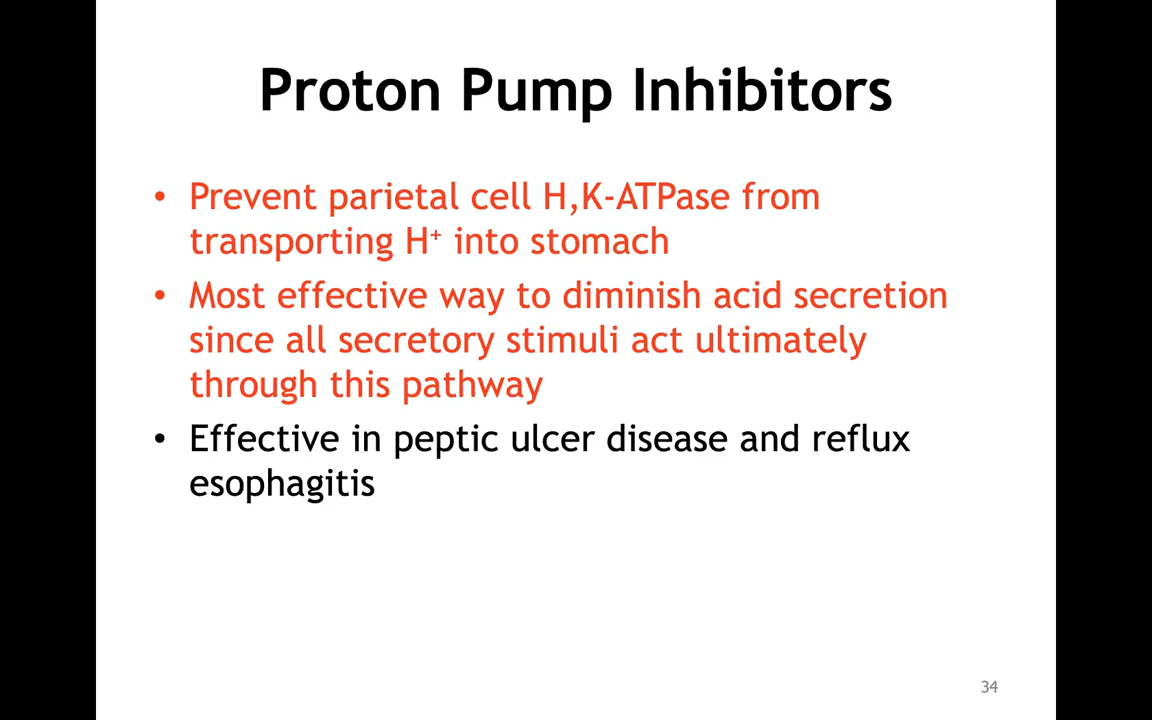 Proton Pump Inhibitors
• Prevent parietal cell H,K-ATPase from
transporting H⁺ into stomach
• Most effective way to diminish acid secretion
since all secretory stimuli act ultimately
through this pathway
• Effective in peptic ulcer disease and reflux
esophagitis
34